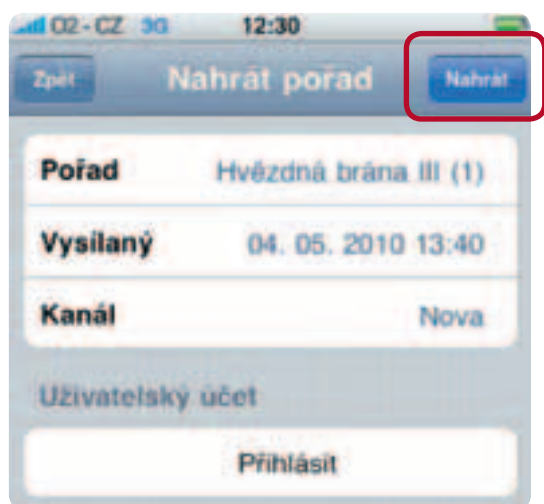 O2 - CZ 3G 12:30
Zpět Nahrát pořad Nahrát
Pořad Hvězdná brána III (1)
Vysílaný 04. 05. 2010 13:40
Kanál Nova
Uživatelský účet
Přihlásit